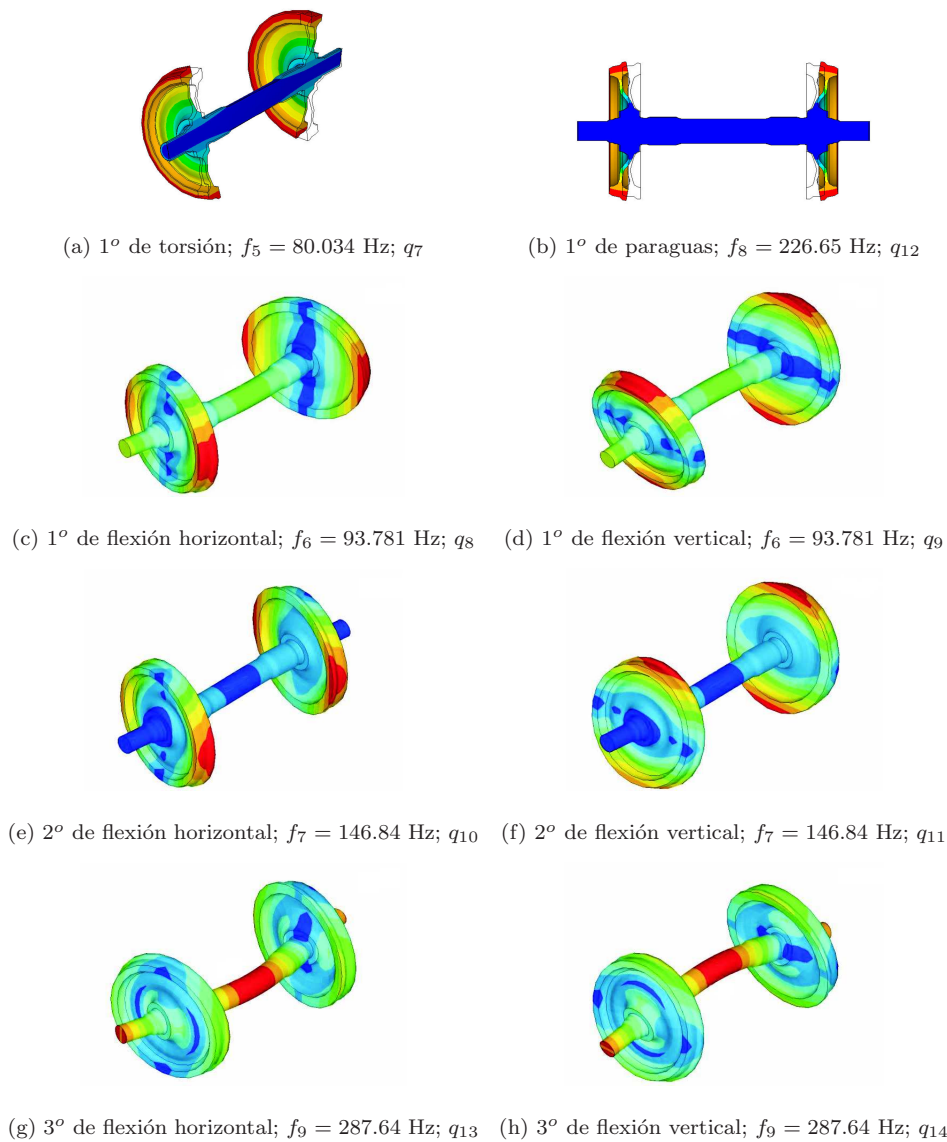 (a) 1º de torsión; f5 = 80.034 Hz; q7
(b) 1º de paraguas; f8 = 226.65 Hz; q12
(c) 1º de flexión horizontal; f6 = 93.781 Hz; q8
(d) 1º de flexión vertical; f6 = 93.781 Hz; q9
(e) 2º de flexión horizontal; f7 = 146.84 Hz; q10
(f) 2º de flexión vertical; f7 = 146.84 Hz; q11
(g) 3º de flexión horizontal; f9 = 287.64 Hz; q13
(h) 3º de flexión vertical; f9 = 287.64 Hz; q14